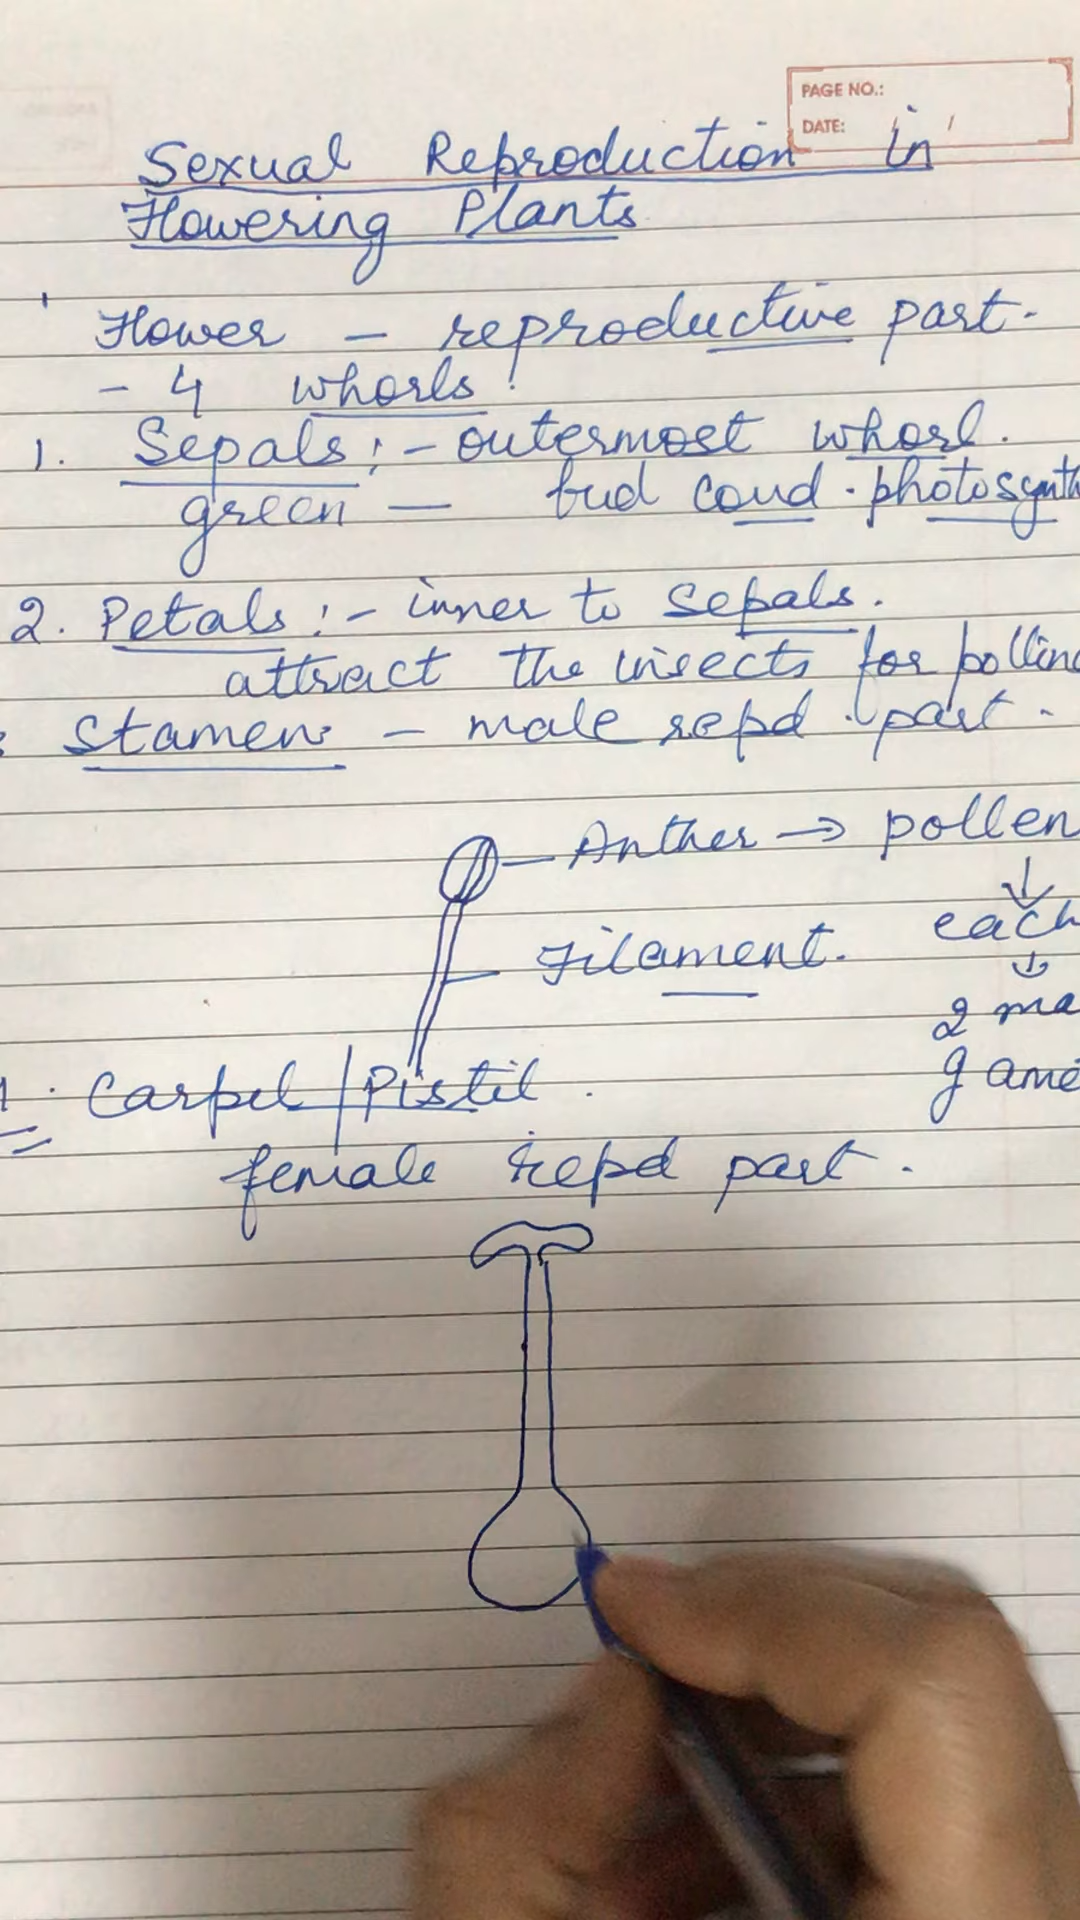 PAGE NO.:
DATE: / /
Sexual Reproduction in
Flowering Plants
Flower - reproductive part.
- 4 whorls.
1. Sepals :- outermost whorl.
green - bud cond. photosynth
2. Petals :- inner to sepals.
attract the insects for pollina
Stamen - male repd. part.
Anther → pollen
Filament. each
2 ma
game
Carpel/Pistil.
female repd part.